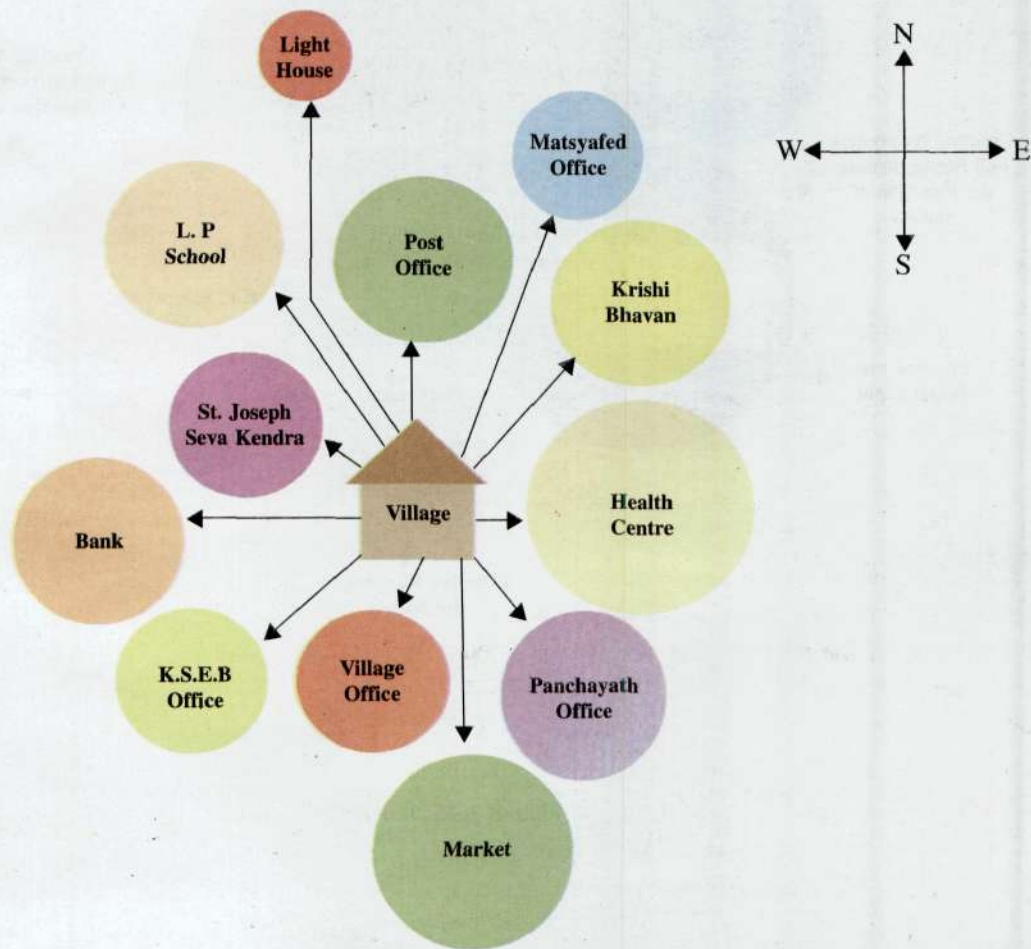 Light
House
N
Matsyafed
Office
W
E
L. P
School
Post
Office
S
Krishi
Bhavan
St. Joseph
Seva Kendra
Health
Centre
Village
Bank
K.S.E.B
Office
Village
Office
Panchayath
Office
Market